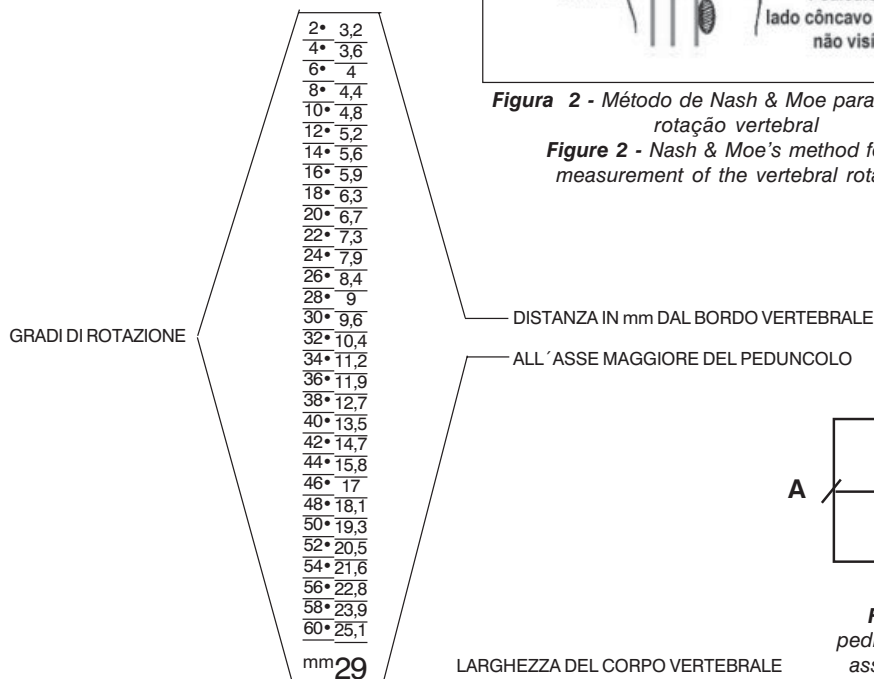 lado côncavo
não visi
Figura 2 - Método de Nash & Moe para
rotação vertebral
Figure 2 - Nash & Moe's method
measurement of the vertebral
2• 3,2
4• 3,6
6• 4
8• 4,4
10• 4,8
12• 5,2
14• 5,6
16• 5,9
18• 6,3
20• 6,7
22• 7,3
24• 7,9
26• 8,4
28• 9
30• 9,6
32• 10,4
34• 11,2
36• 11,9
38• 12,7
40• 13,5
42• 14,7
44• 15,8
46• 17
48• 18,1
50• 19,3
52• 20,5
54• 21,6
56• 22,8
58• 23,9
60• 25,1
mm 29
GRADI DI ROTAZIONE
DISTANZA IN mm DAL BORDO VERTEBRALE
ALL´ASSE MAGGIORE DEL PEDUNCOLO
LARGHEZZA DEL CORPO VERTEBRALE
A